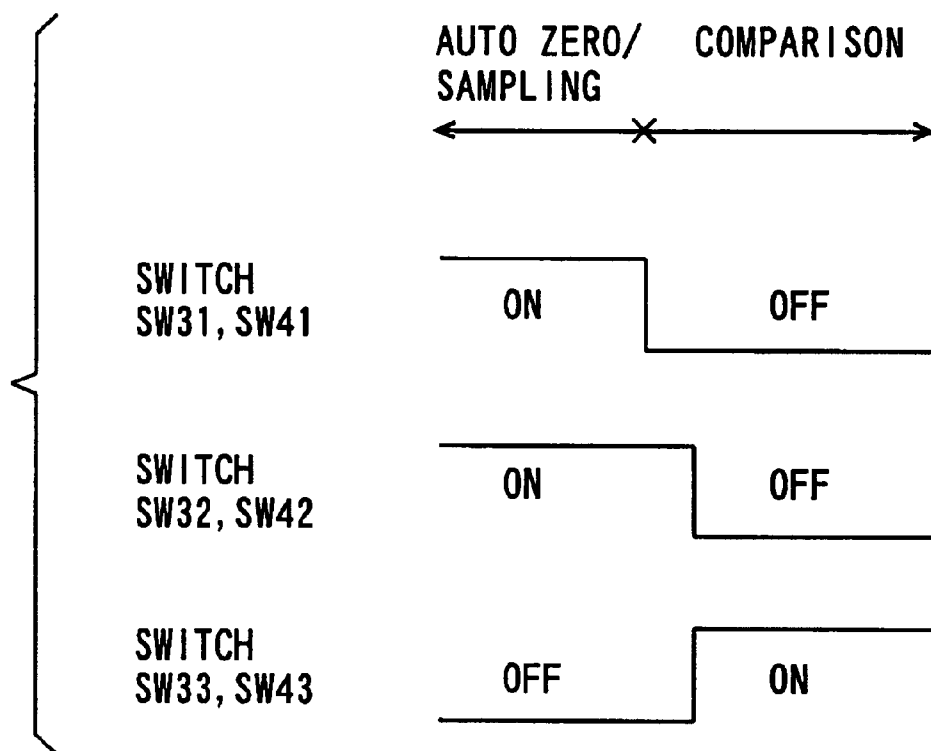 AUTO ZERO/ COMPARISON
SAMPLING
SWITCH
SW31, SW41
ON OFF
SWITCH
SW32, SW42
ON OFF
SWITCH
SW33, SW43
OFF ON